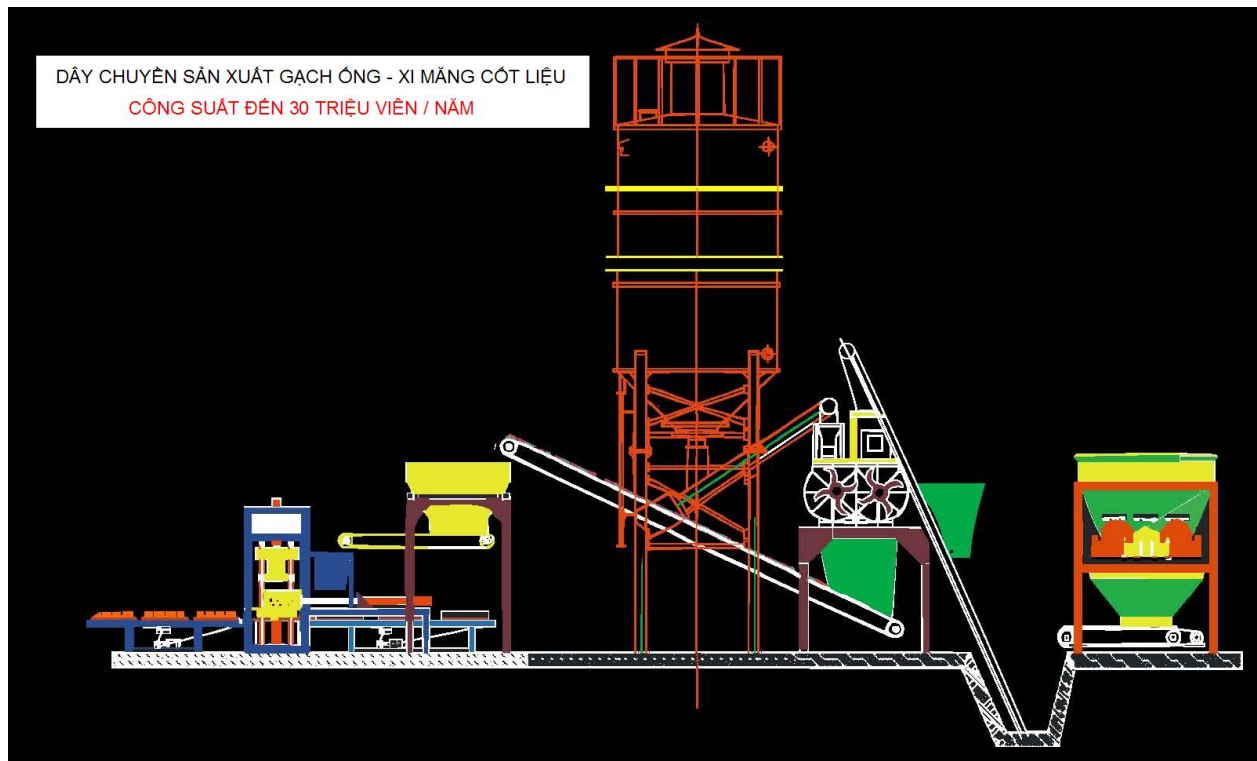 DÂY CHUYỀN SẢN XUẤT GẠCH ỐNG - XI MĂNG CỐT LIỆU
CÔNG SUẤT ĐẾN 30 TRIỆU VIÊN / NĂM